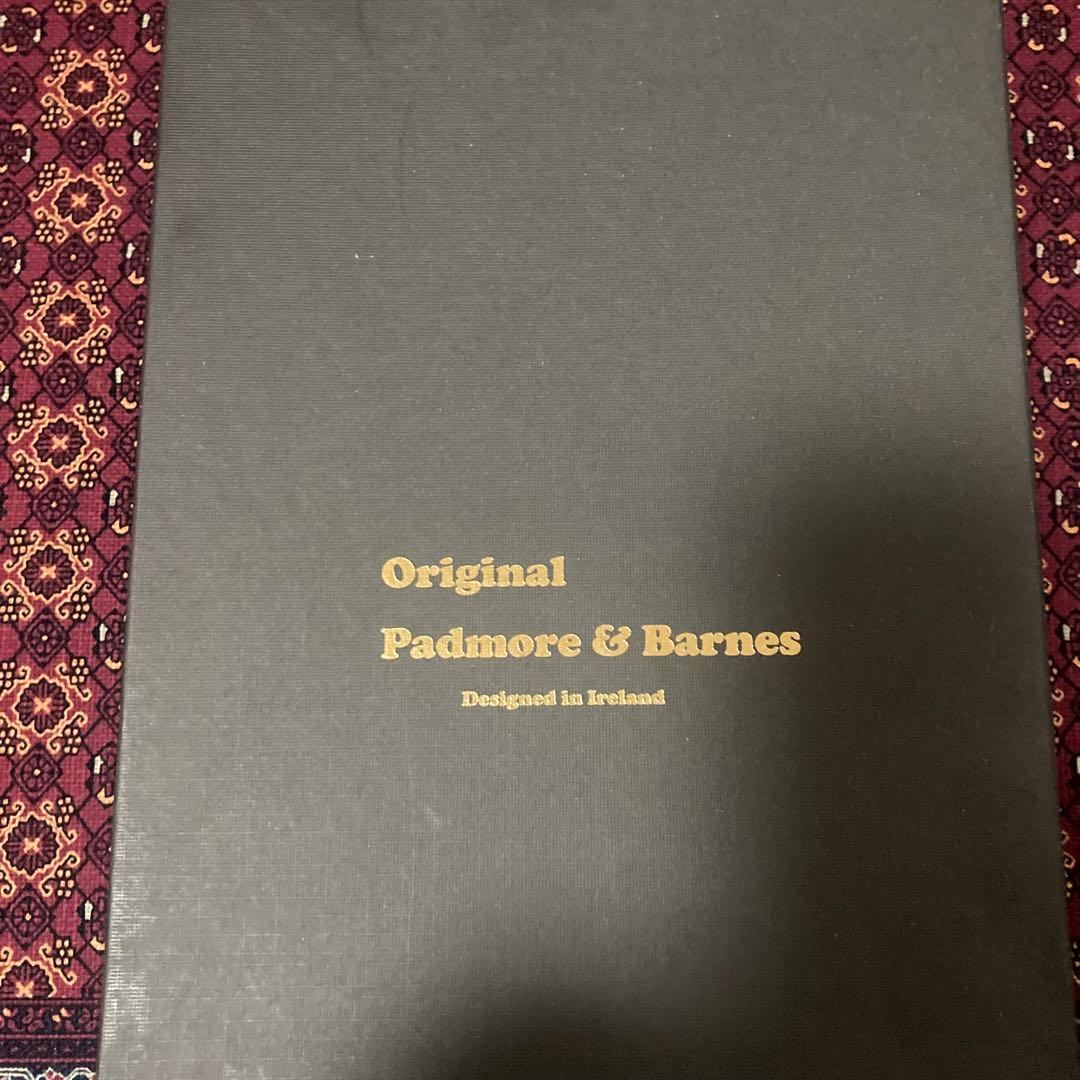 Original
Padmore & Barnes
Designed in Ireland